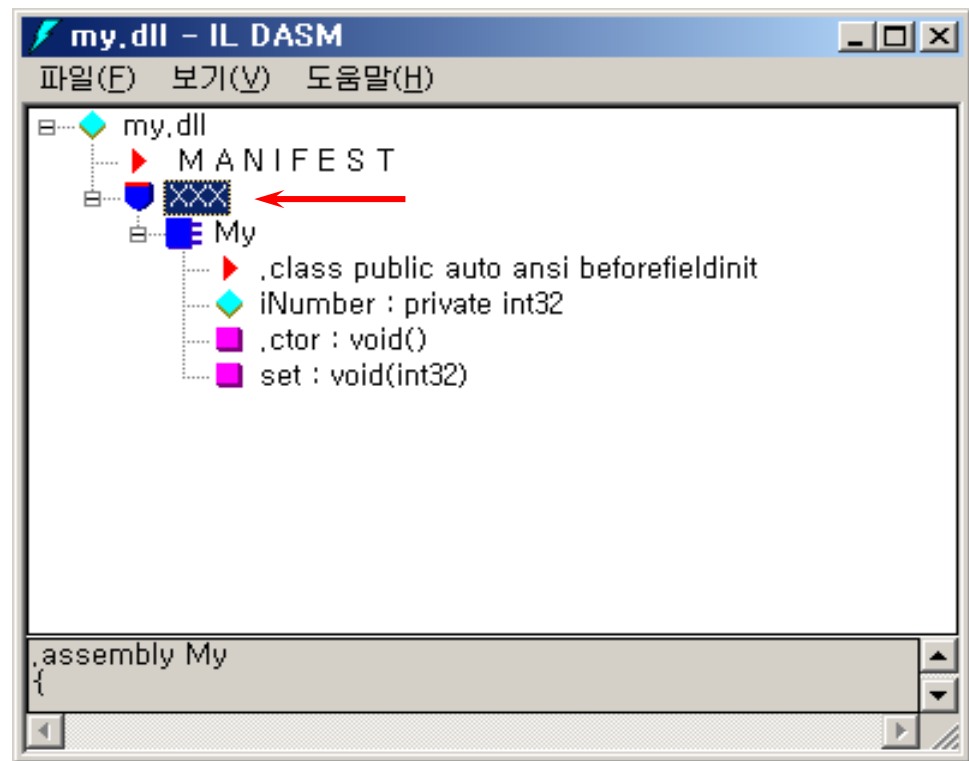 my.dll - IL DASM
파일(F) 보기(V) 도움말(H)
my.dll
M A N I F E S T
XXX
My
.class public auto ansi beforefieldinit
iNumber : private int32
.ctor : void()
set : void(int32)
.assembly My
{